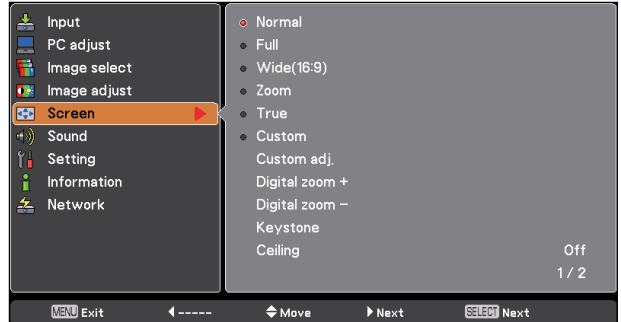 Input
PC adjust
Image select
Image adjust
Screen
Sound
Setting
Information
Network
Normal
Full
Wide(16:9)
Zoom
True
Custom
Custom adj.
Digital zoom +
Digital zoom −
Keystone
Ceiling Off
1 / 2
MENU Exit ----- Move Next SELECT Next